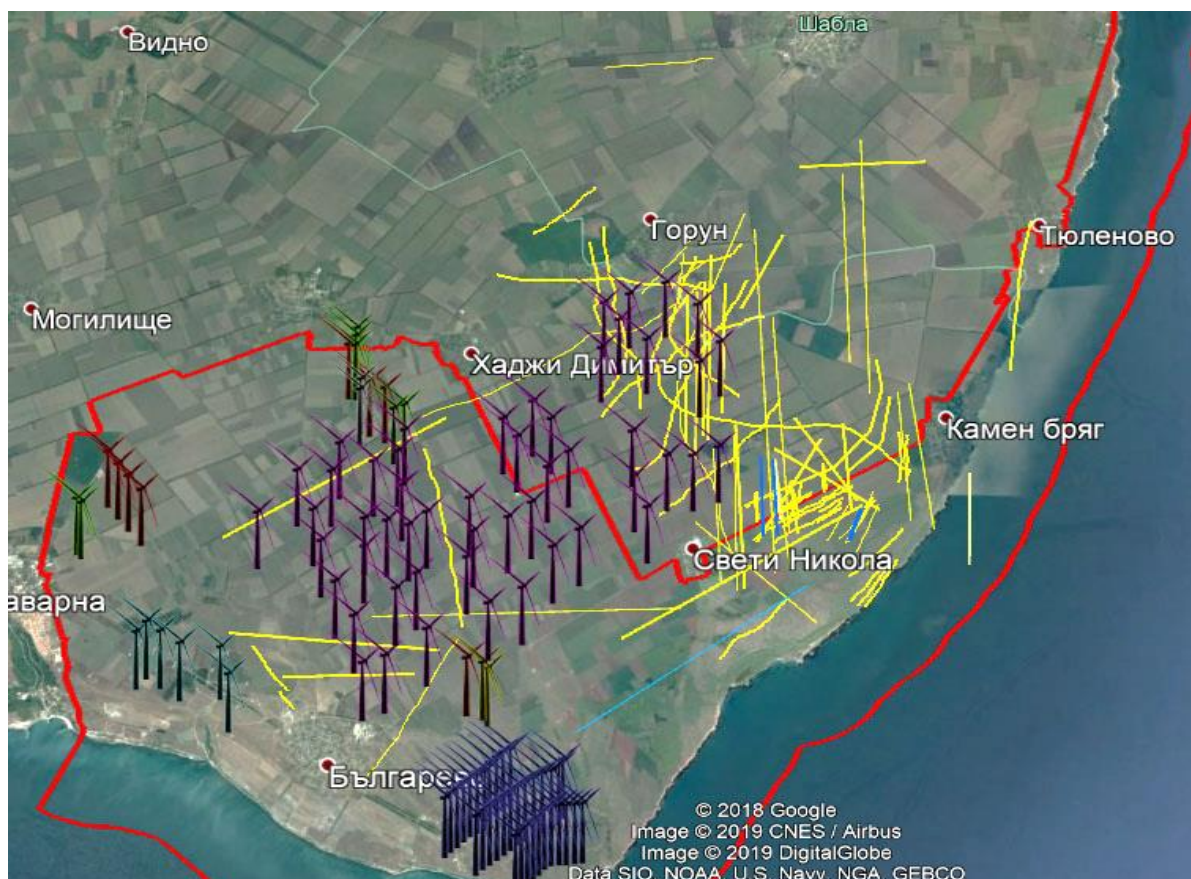 Видно
Шабла
Горун
Тюленово
Могилище
Хаджи Димитър
Камен бряг
Свети Никола
аварна
Българево
© 2018 Google
Image © 2019 CNES / Airbus
Image © 2019 DigitalGlobe
Data SIO, NOAA, U.S. Navy, NGA, GEBCO